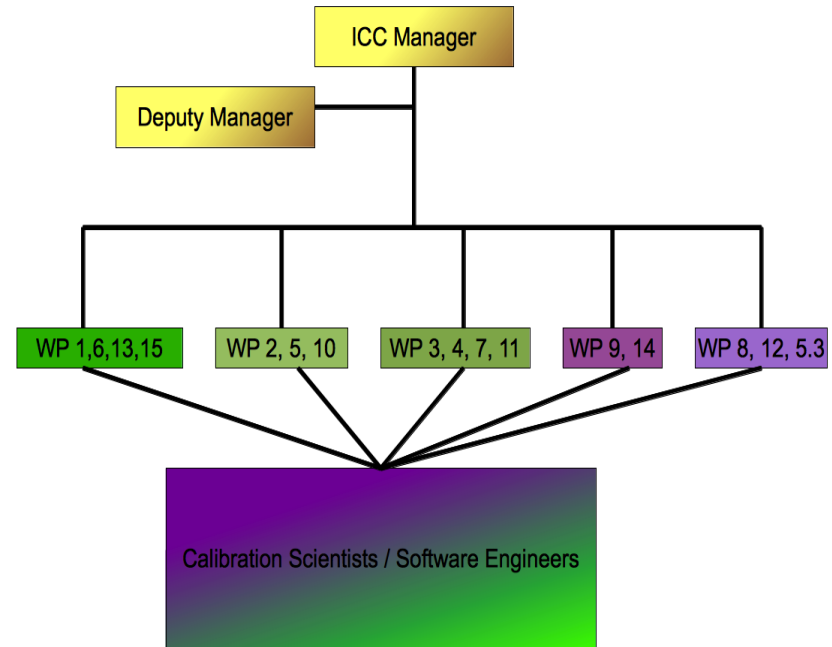 ICC Manager
Deputy Manager
WP 1,6,13,15
WP 2, 5, 10
WP 3, 4, 7, 11
WP 9, 14
WP 8, 12, 5.3
Calibration Scientists / Software Engineers